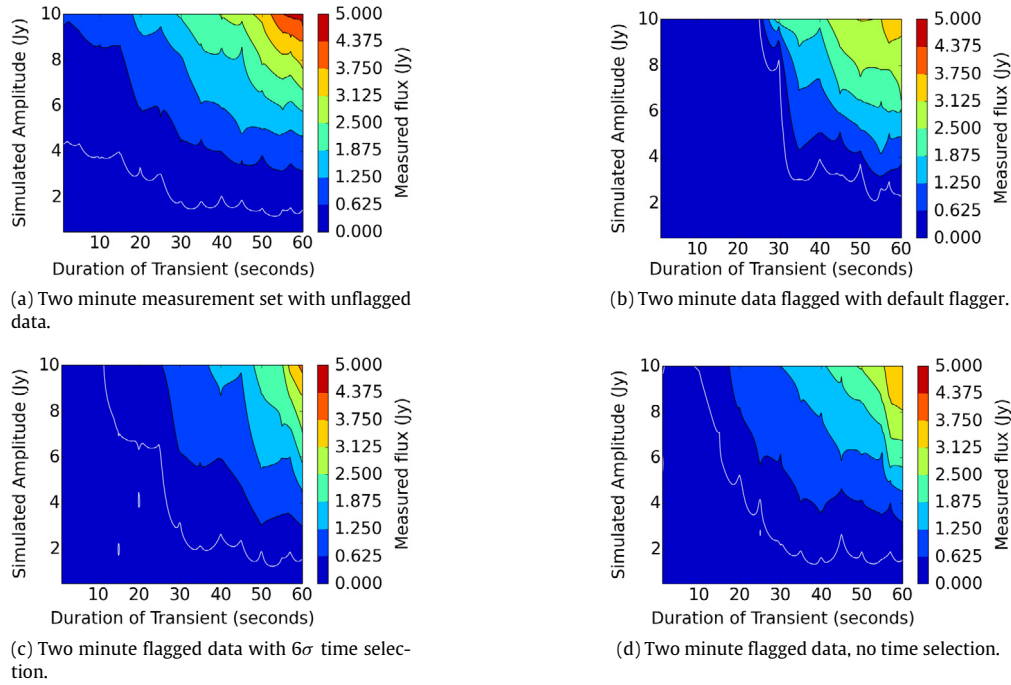 Simulated Amplitude (Jy)
10
8
6
4
2
10 20 30 40 50 60
Duration of Transient (seconds)
5.000
4.375
3.750
3.125
2.500
1.875
1.250
0.625
0.000
Measured flux (Jy)
(a) Two minute measurement set with unflagged
data.
Simulated Amplitude (Jy)
10
8
6
4
2
10 20 30 40 50 60
Duration of Transient (seconds)
5.000
4.375
3.750
3.125
2.500
1.875
1.250
0.625
0.000
Measured flux (Jy)
(b) Two minute data flagged with default flagger.
Simulated Amplitude (Jy)
10
8
6
4
2
10 20 30 40 50 60
Duration of Transient (seconds)
5.000
4.375
3.750
3.125
2.500
1.875
1.250
0.625
0.000
Measured flux (Jy)
(c) Two minute flagged data with 6σ time selec-
tion.
Simulated Amplitude (Jy)
10
8
6
4
2
10 20 30 40 50 60
Duration of Transient (seconds)
5.000
4.375
3.750
3.125
2.500
1.875
1.250
0.625
0.000
Measured flux (Jy)
(d) Two minute flagged data, no time selection.